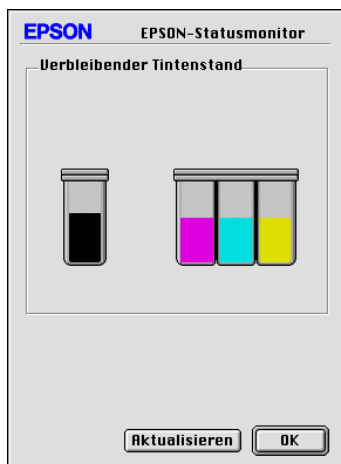 EPSON EPSON-Statusmonitor
Verbleibender Tintenstand
Aktualisieren OK